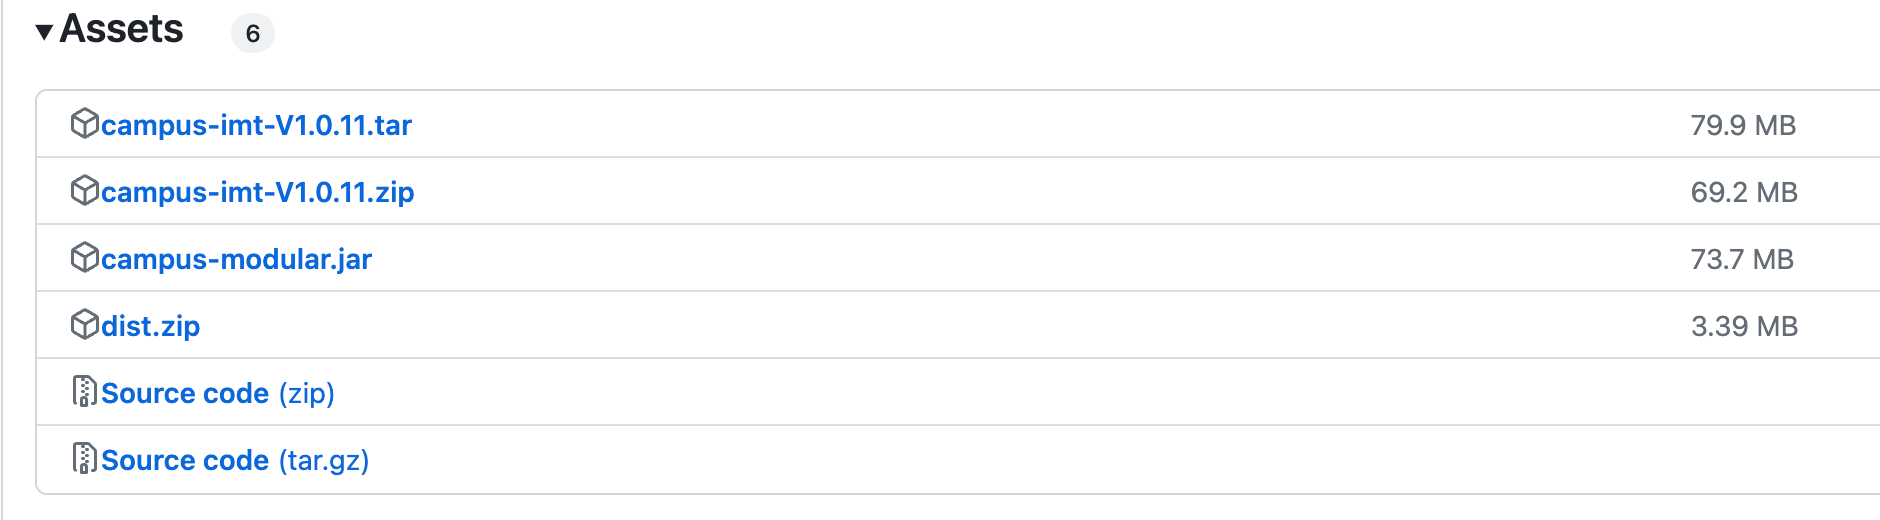 Assets 6
campus-imt-V1.0.11.tar 79.9 MB
campus-imt-V1.0.11.zip 69.2 MB
campus-modular.jar 73.7 MB
dist.zip 3.39 MB
Source code (zip)
Source code (tar.gz)